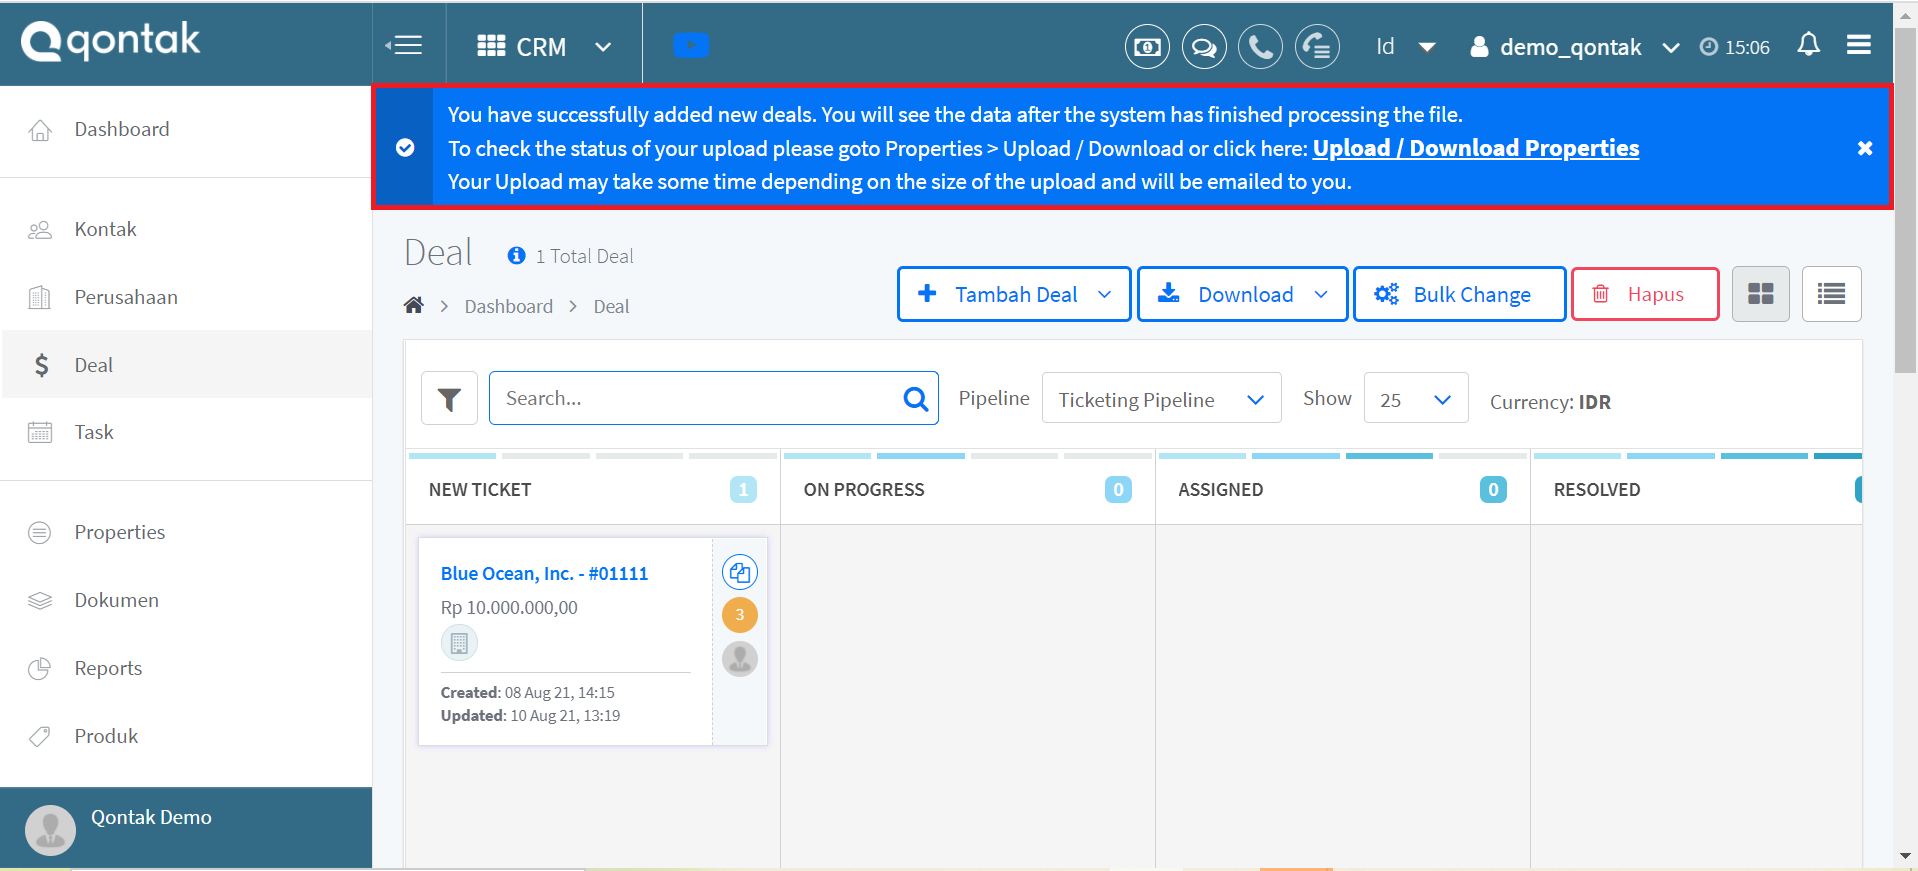 qontak
CRM
Id
demo_qontak
15:06
You have successfully added new deals. You will see the data after the system has finished processing the file.
To check the status of your upload please goto Properties > Upload / Download or click here: Upload / Download Properties
Your Upload may take some time depending on the size of the upload and will be emailed to you.
Dashboard
Kontak
Perusahaan
Deal
Task
Properties
Dokumen
Reports
Produk
Qontak Demo
Deal
1 Total Deal
Dashboard > Deal
Tambah Deal
Download
Bulk Change
Hapus
Search...
Pipeline
Ticketing Pipeline
Show
25
Currency: IDR
NEW TICKET
1
ON PROGRESS
0
ASSIGNED
0
RESOLVED
Blue Ocean, Inc. - #01111
Rp 10.000.000,00
3
Created: 08 Aug 21, 14:15
Updated: 10 Aug 21, 13:19